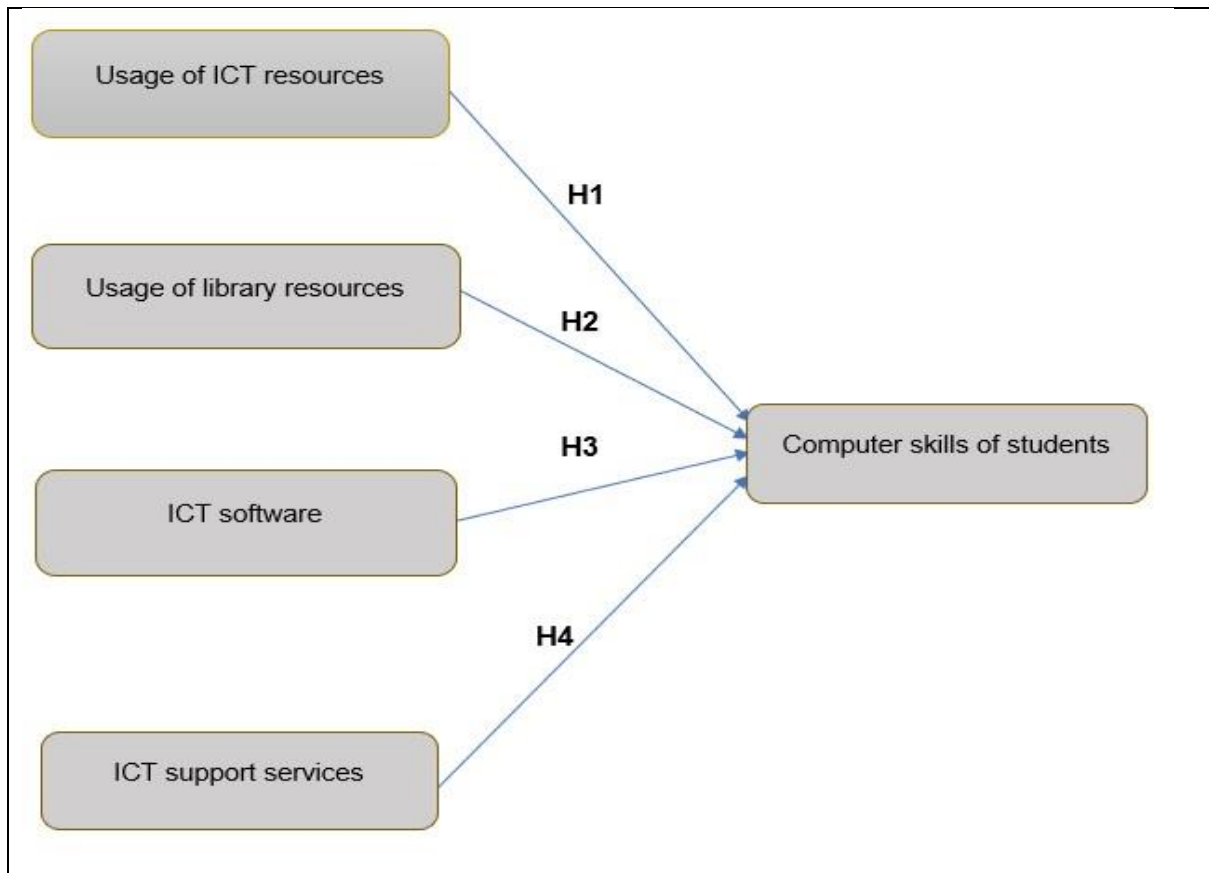 Usage of ICT resources
H1
Usage of library resources
H2
H3
Computer skills of students
ICT software
H4
ICT support services